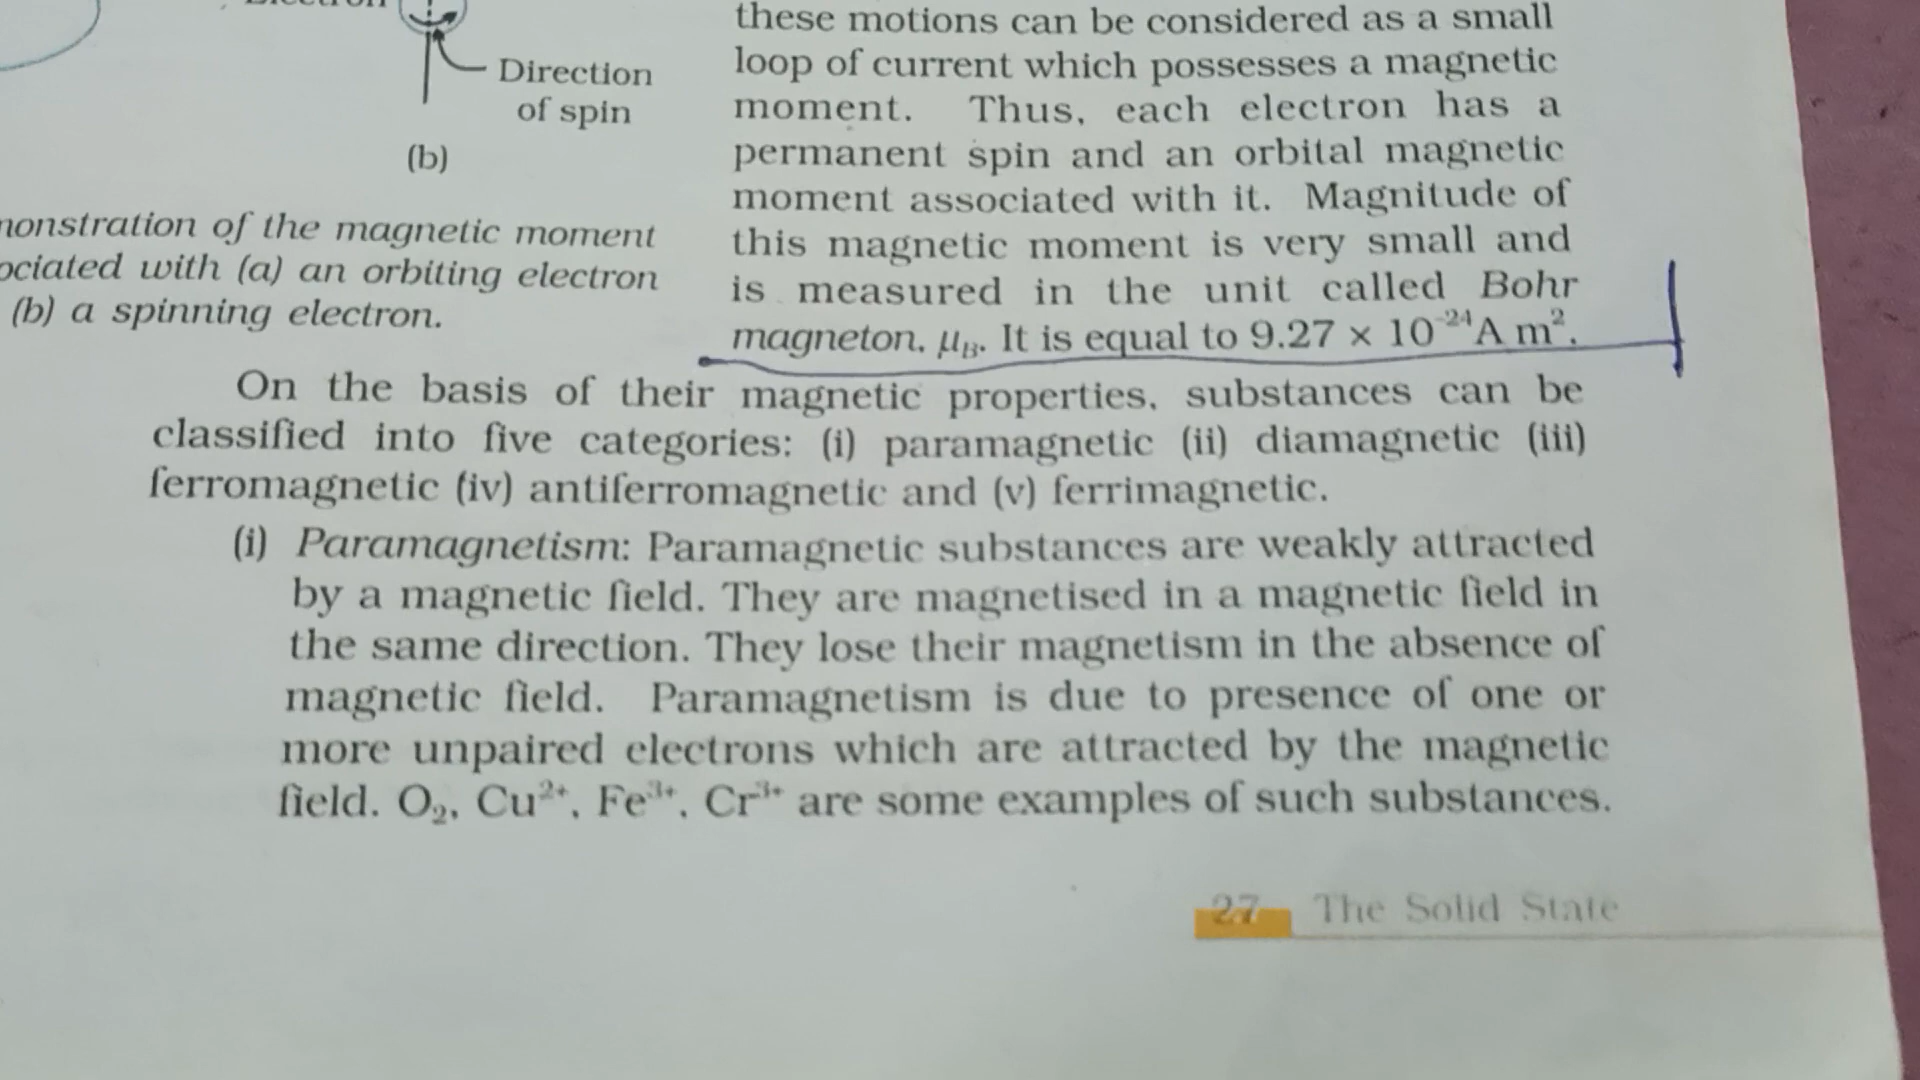 Direction
of spin
(b)
of the magnetic moment
with (a) an orbiting electron
(b) a spinning electron.
these motions can be considered as a small
loop of current which possesses a magnetic
moment. Thus, each electron has a
permanent spin and an orbital magnetic
moment associated with it. Magnitude of
this magnetic moment is very small and
is measured in the unit called Bohr
magneton, μB. It is equal to 9.27 × 10⁻²⁴A m².
On the basis of their magnetic properties, substances can be
classified into five categories: (i) paramagnetic (ii) diamagnetic (iii)
ferromagnetic (iv) antiferromagnetic and (v) ferrimagnetic.
(i) Paramagnetism: Paramagnetic substances are weakly attracted
by a magnetic field. They are magnetised in a magnetic field in
the same direction. They lose their magnetism in the absence of
magnetic field. Paramagnetism is due to presence of one or
more unpaired electrons which are attracted by the magnetic
field. O₂, Cu²⁺, Fe³⁺, Cr³⁺ are some examples of such substances.
27 The Solid State